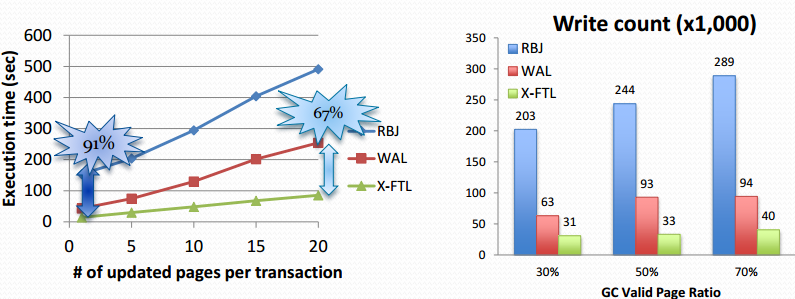 600
500
400
300
200
100
0
Execution time (sec)
91%
67%
RBJ
WAL
X-FTL
0 5 10 15 20
# of updated pages per transaction
Write count (x1,000)
350
300
250
200
150
100
50
0
RBJ
WAL
X-FTL
203 63 31
244 93 33
289 94 40
30% 50% 70%
GC Valid Page Ratio